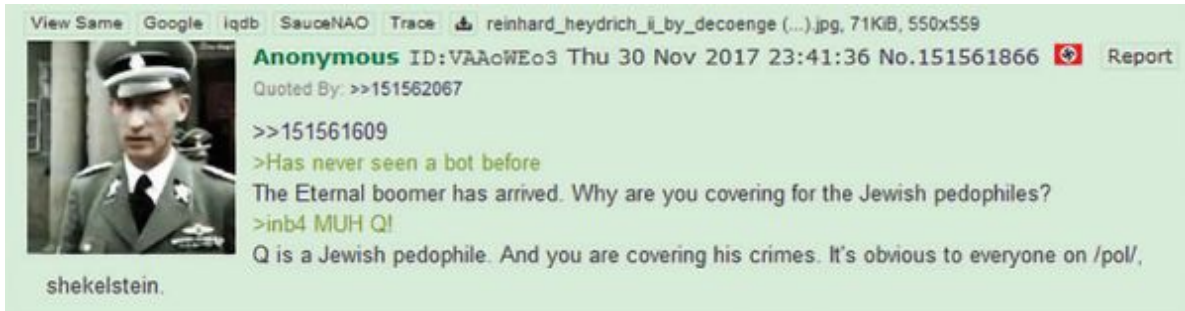 View Same Google iqdb SauceNAO Trace reinhard_heydrich_ii_by_decoenge (...).jpg, 71KiB, 550x559
Anonymous ID:VAAoWEo3 Thu 30 Nov 2017 23:41:36 No.151561866 Report
Quoted By: >>151562067
>>151561609
>Has never seen a bot before
The Eternal boomer has arrived. Why are you covering for the Jewish pedophiles?
>inb4 MUH Q!
Q is a Jewish pedophile. And you are covering his crimes. It's obvious to everyone on /pol/,
shekelstein.